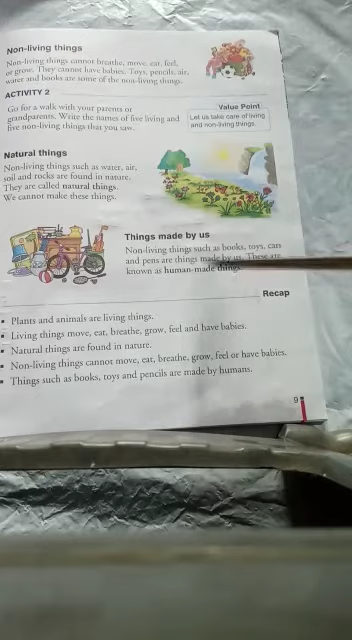 Non-living things
Non-living things cannot breathe, move, eat, feel,
or grow. They cannot have babies. Toys, pencils, air,
water and books are some of the non-living things.
ACTIVITY 2
Go for a walk with your parents or
grandparents. Write the names of five living and
five non-living things that you saw.
Value Point
Let us take care of living
and non-living things.
Natural things
Non-living things such as water, air,
soil and rocks are found in nature.
They are called natural things.
We cannot make these things.
Things made by us
Non-living things such as books, toys, cars
and pens are things made by us. These are
known as human-made things.
Recap
Plants and animals are living things.
Living things move, eat, breathe, grow, feel and have babies.
Natural things are found in nature.
Non-living things cannot move, eat, breathe, grow, feel or have babies.
Things such as books, toys and pencils are made by humans.
9